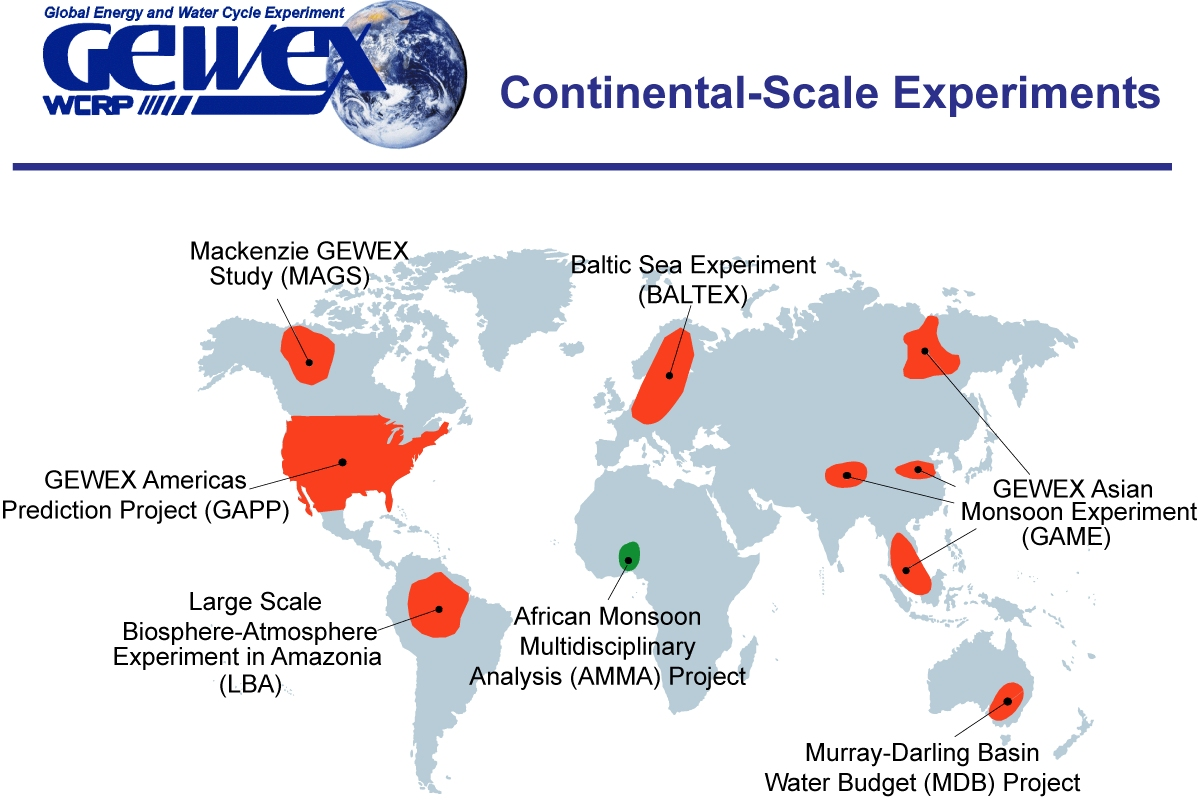 Global Energy and Water Cycle Experiment
GEWEX
WCRP
Continental-Scale Experiments
Mackenzie GEWEX
Study (MAGS)
Baltic Sea Experiment
(BALTEX)
GEWEX Americas
Prediction Project (GAPP)
GEWEX Asian
Monsoon Experiment
(GAME)
Large Scale
Biosphere-Atmosphere
Experiment in Amazonia
(LBA)
African Monsoon
Multidisciplinary
Analysis (AMMA) Project
Murray-Darling Basin
Water Budget (MDB) Project